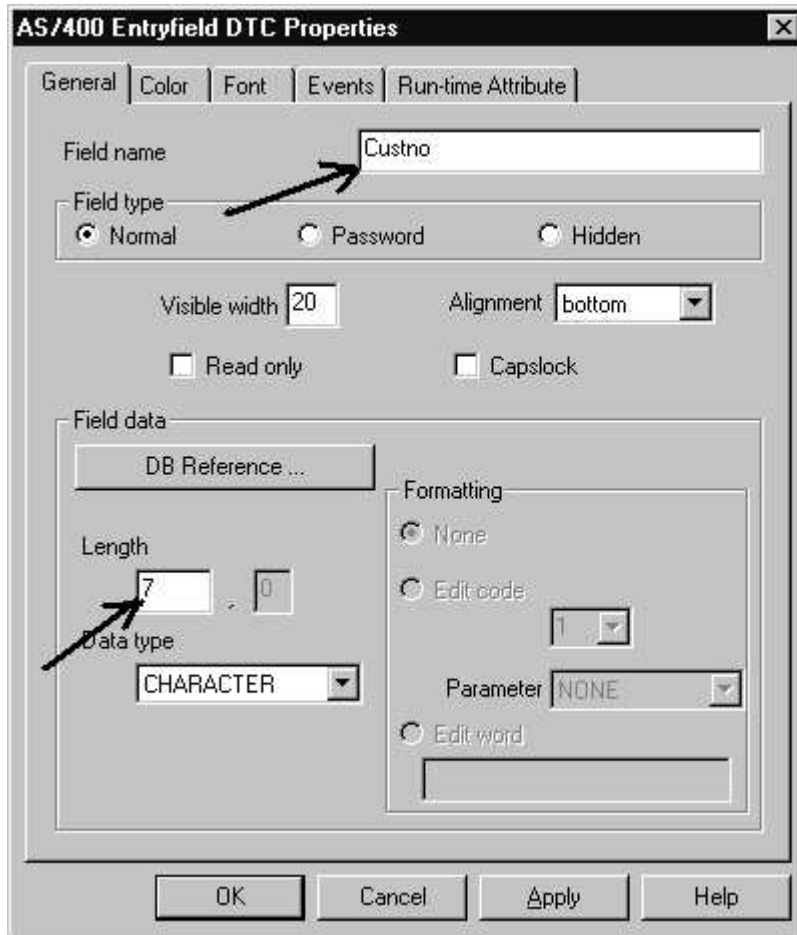 AS/400 Entryfield DTC Properties
General Color Font Events Run-time Attribute
Field name Custno
Field type
Normal Password Hidden
Visible width 20 Alignment bottom
Read only Capslock
Field data
DB Reference ...
Formatting
None
Length
7 , 0
Edit code
1
Data type
CHARACTER
Parameter NONE
Edit word
OK Cancel Apply Help